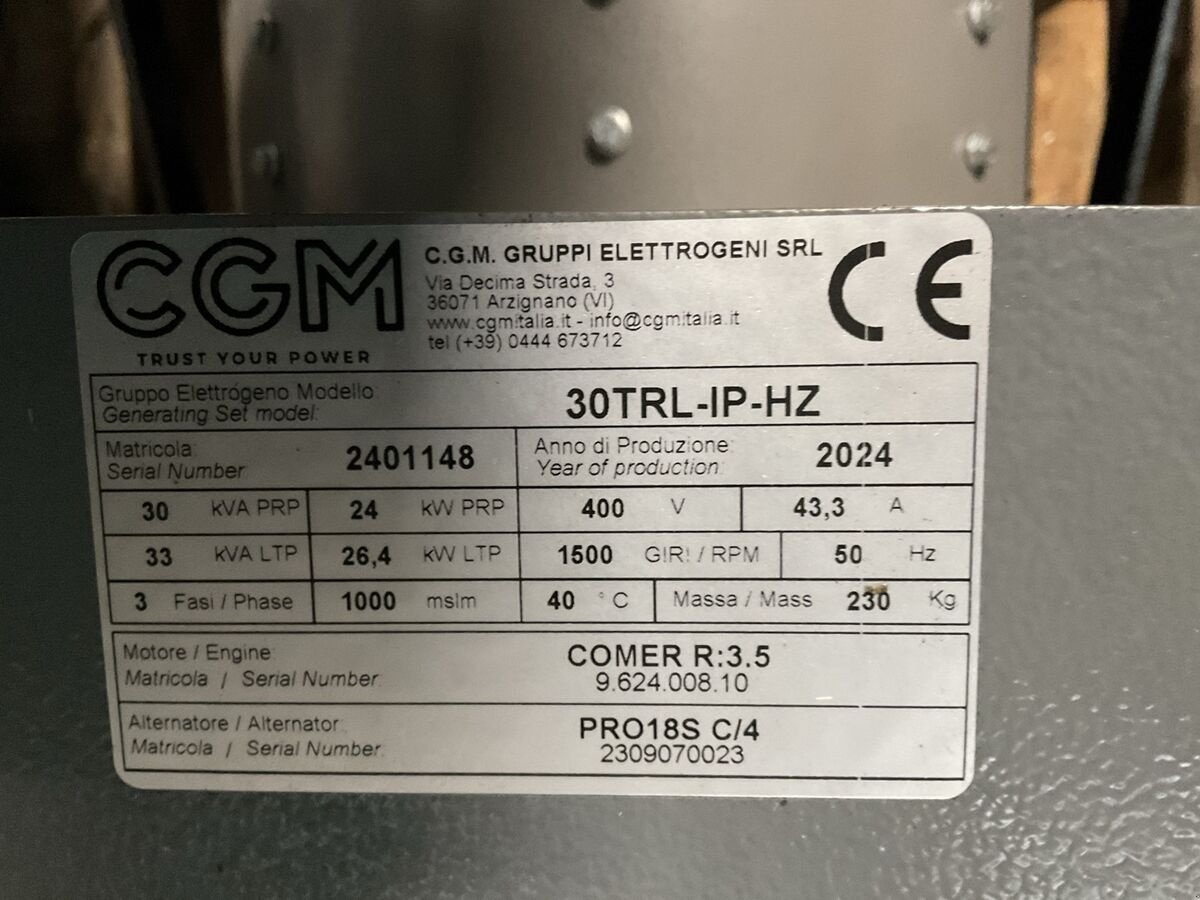 CGM
TRUST YOUR POWER
C.G.M. GRUPPI ELETTROGENI SRL
Via Decima Strada, 3
36071 Arzignano (VI)
www.cgmitalia.it - info@cgmitalia.it
tel (+39) 0444 673712
CE
Gruppo Elettrógeno Modello:
Generating Set model: 30TRL-IP-HZ
Matricola:
Serial Number 2401148
Anno di Produzione:
Year of production: 2024
30 kVA PRP 24 kW PRP 400 V 43,3 A
33 kVA LTP 26,4 kW LTP 1500 GIRI / RPM 50 Hz
3 Fasi / Phase 1000 mslm 40 °C Massa / Mass 230 Kg
Motore / Engine: COMER R:3.5
Matricola / Serial Number: 9.624.008.10
Alternatore / Alternator: PRO18S C/4
Matricola / Serial Number: 2309070023